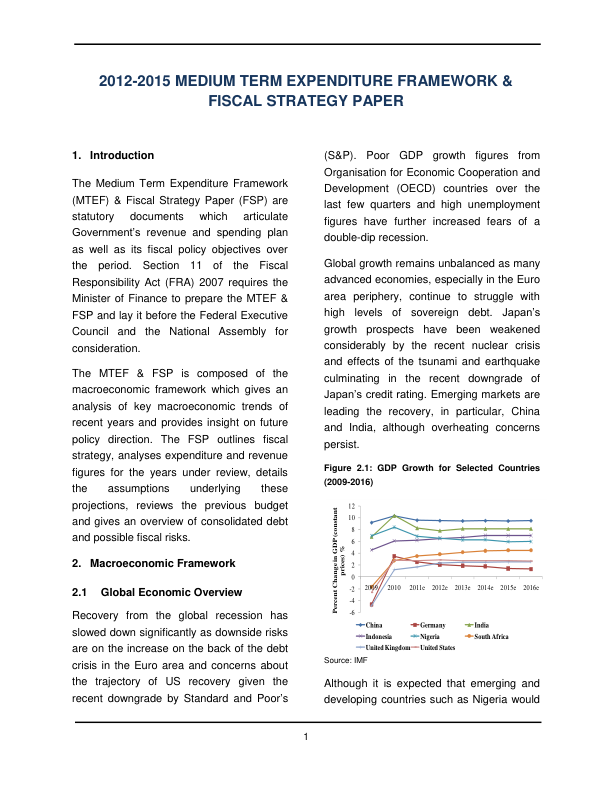 2012-2015 MEDIUM TERM EXPENDITURE FRAMEWORK &
FISCAL STRATEGY PAPER
1. Introduction
The Medium Term Expenditure Framework
(MTEF) & Fiscal Strategy Paper (FSP) are
statutory documents which articulate
Government's revenue and spending plan
as well as its fiscal policy objectives over
the period. Section 11 of the Fiscal
Responsibility Act (FRA) 2007 requires the
Minister of Finance to prepare the MTEF &
FSP and lay it before the Federal Executive
Council and the National Assembly for
consideration.
The MTEF & FSP is composed of the
macroeconomic framework which gives an
analysis of key macroeconomic trends of
recent years and provides insight on future
policy direction. The FSP outlines fiscal
strategy, analyses expenditure and revenue
figures for the years under review, details
the assumptions underlying these
projections, reviews the previous budget
and gives an overview of consolidated debt
and possible fiscal risks.
2. Macroeconomic Framework
2.1 Global Economic Overview
Recovery from the global recession has
slowed down significantly as downside risks
are on the increase on the back of the debt
crisis in the Euro area and concerns about
the trajectory of US recovery given the
recent downgrade by Standard and Poor's
(S&P). Poor GDP growth figures from
Organisation for Economic Cooperation and
Development (OECD) countries over the
last few quarters and high unemployment
figures have further increased fears of a
double-dip recession.
Global growth remains unbalanced as many
advanced economies, especially in the Euro
area periphery, continue to struggle with
high levels of sovereign debt. Japan's
growth prospects have been weakened
considerably by the recent nuclear crisis
and effects of the tsunami and earthquake
culminating in the recent downgrade of
Japan's credit rating. Emerging markets are
leading the recovery, in particular, China
and India, although overheating concerns
persist.
Figure 2.1: GDP Growth for Selected Countries
(2009-2016)
Percent Change in GDP (constant
prices) %
12
10
8
6
4
2
0
-2
-4
-6
2009 2010 2011e 2012e 2013e 2014e 2015e 2016e
China Germany India
Indonesia Nigeria South Africa
United Kingdom United States
Source: IMF
Although it is expected that emerging and
developing countries such as Nigeria would
1